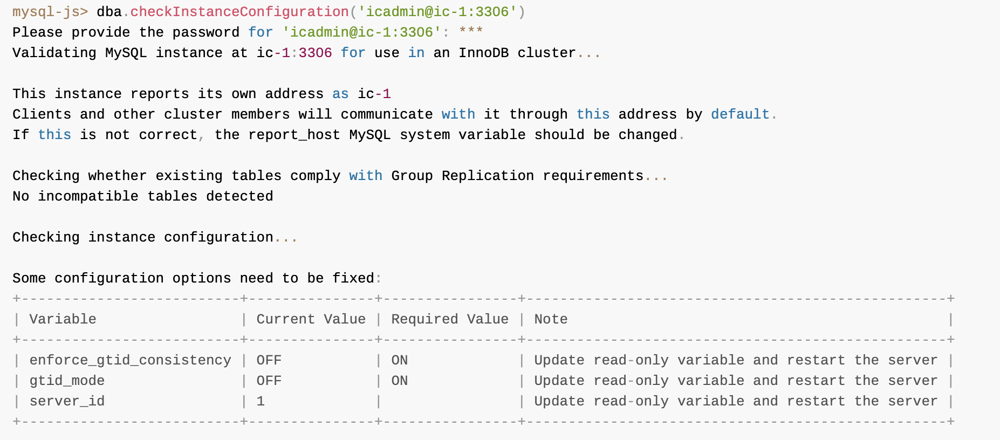 mysql-js> dba.checkInstanceConfiguration('icadmin@ic-1:3306')
Please provide the password for 'icadmin@ic-1:3306': ***
Validating MySQL instance at ic-1:3306 for use in an InnoDB cluster...

This instance reports its own address as ic-1
Clients and other cluster members will communicate with it through this address by default.
If this is not correct, the report_host MySQL system variable should be changed.

Checking whether existing tables comply with Group Replication requirements...
No incompatible tables detected

Checking instance configuration...

Some configuration options need to be fixed:
+--------------------------+---------------+----------------+--------------------------------------------------+
| Variable                 | Current Value | Required Value | Note                                             |
+--------------------------+---------------+----------------+--------------------------------------------------+
| enforce_gtid_consistency | OFF           | ON             | Update read-only variable and restart the server |
| gtid_mode                | OFF           | ON             | Update read-only variable and restart the server |
| server_id                | 1             |                | Update read-only variable and restart the server |
+--------------------------+---------------+----------------+--------------------------------------------------+